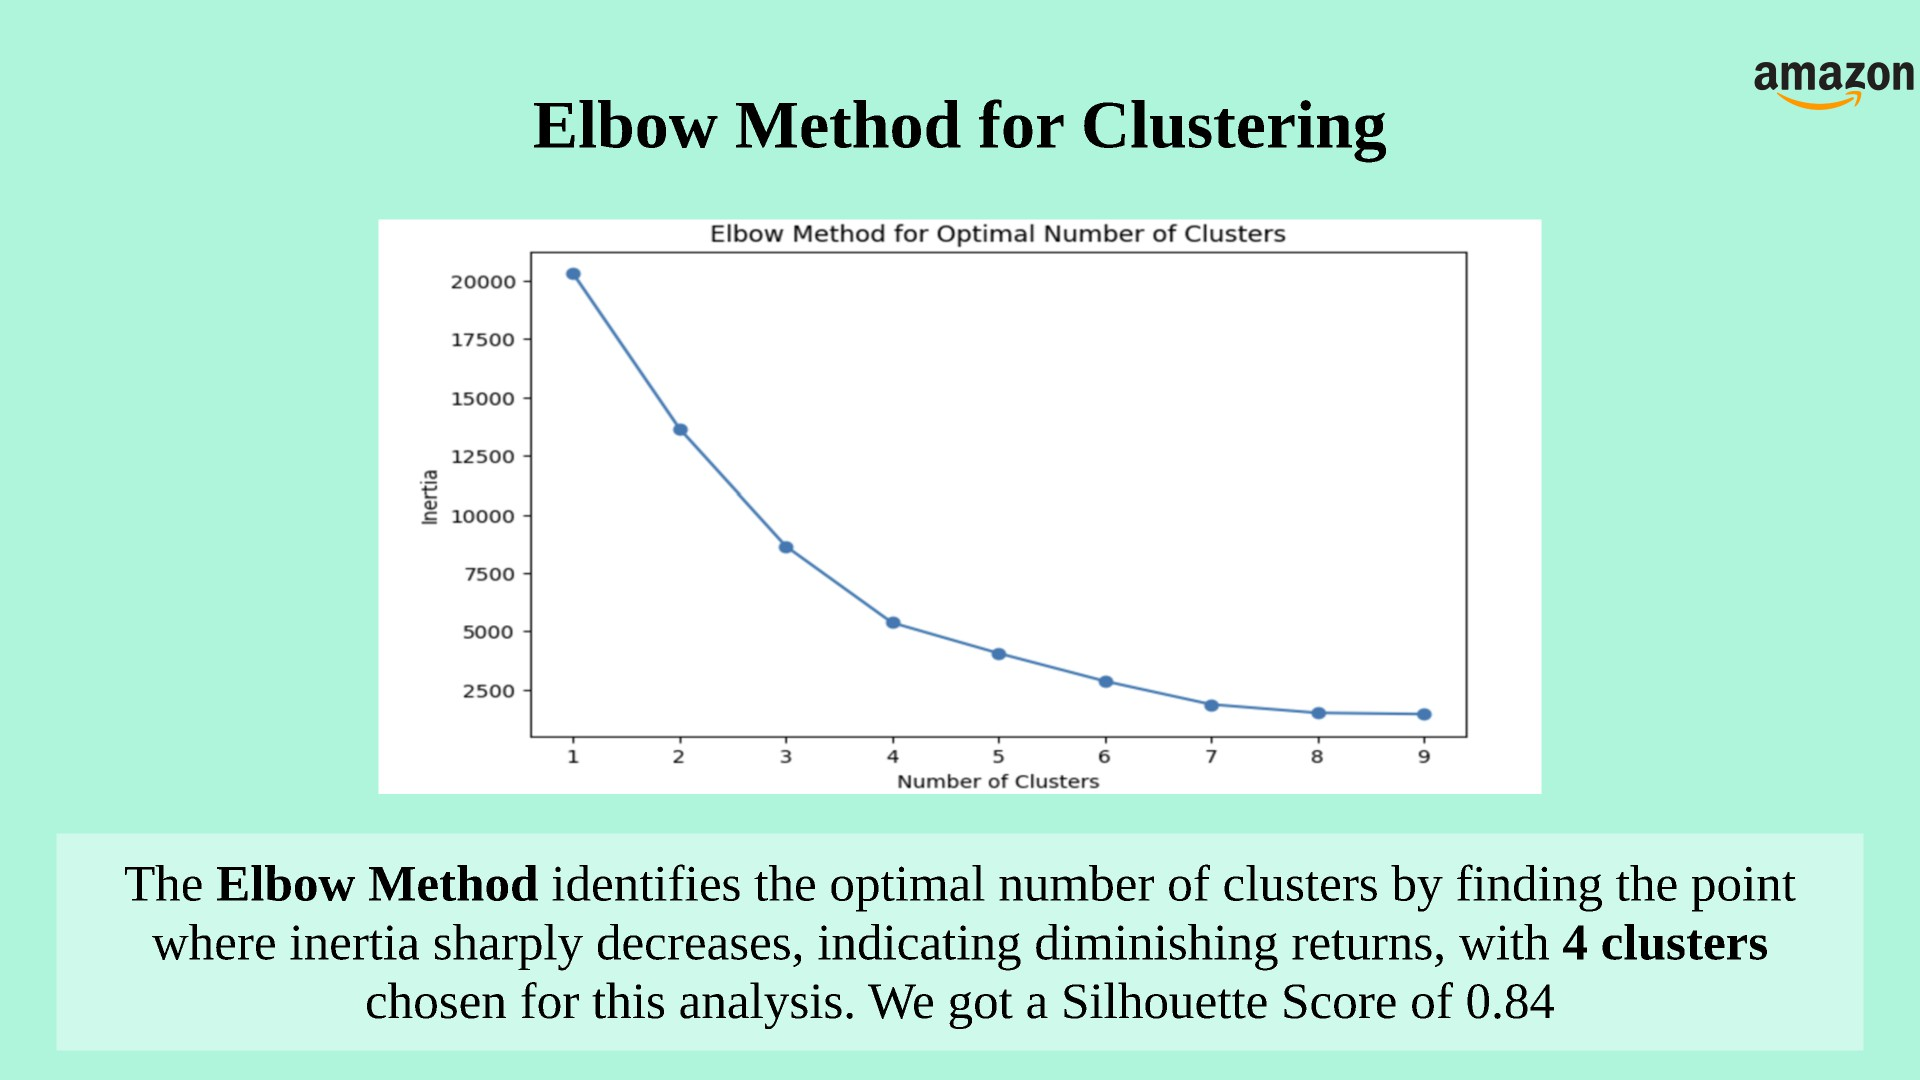 amazon
Elbow Method for Clustering
Elbow Method for Optimal Number of Clusters
20000
17500
15000
12500
10000
7500
5000
2500
Inertia
1 2 3 4 5 6 7 8 9
Number of Clusters
The Elbow Method identifies the optimal number of clusters by finding the point
where inertia sharply decreases, indicating diminishing returns, with 4 clusters
chosen for this analysis. We got a Silhouette Score of 0.84